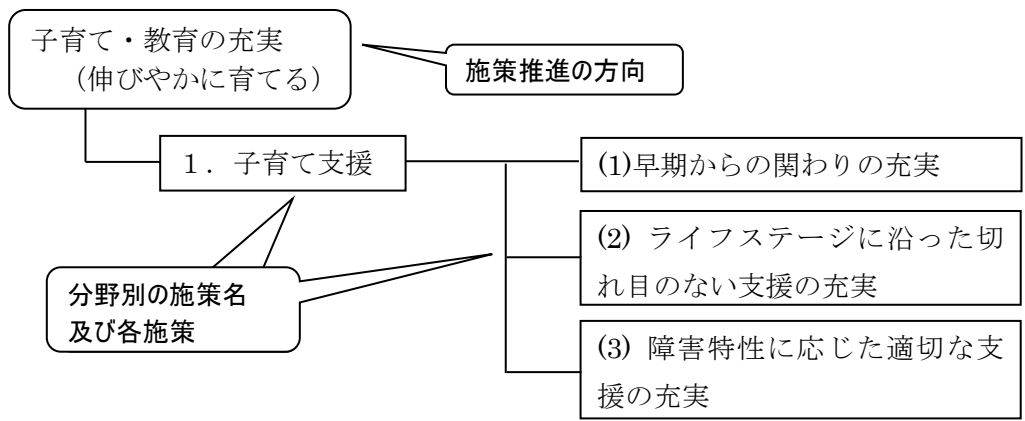 子育て・教育の充実
（伸びやかに育てる）
施策推進の方向
１．子育て支援
(1)早期からの関わりの充実
(2) ライフステージに沿った切
れ目のない支援の充実
分野別の施策名
及び各施策
(3) 障害特性に応じた適切な支
援の充実